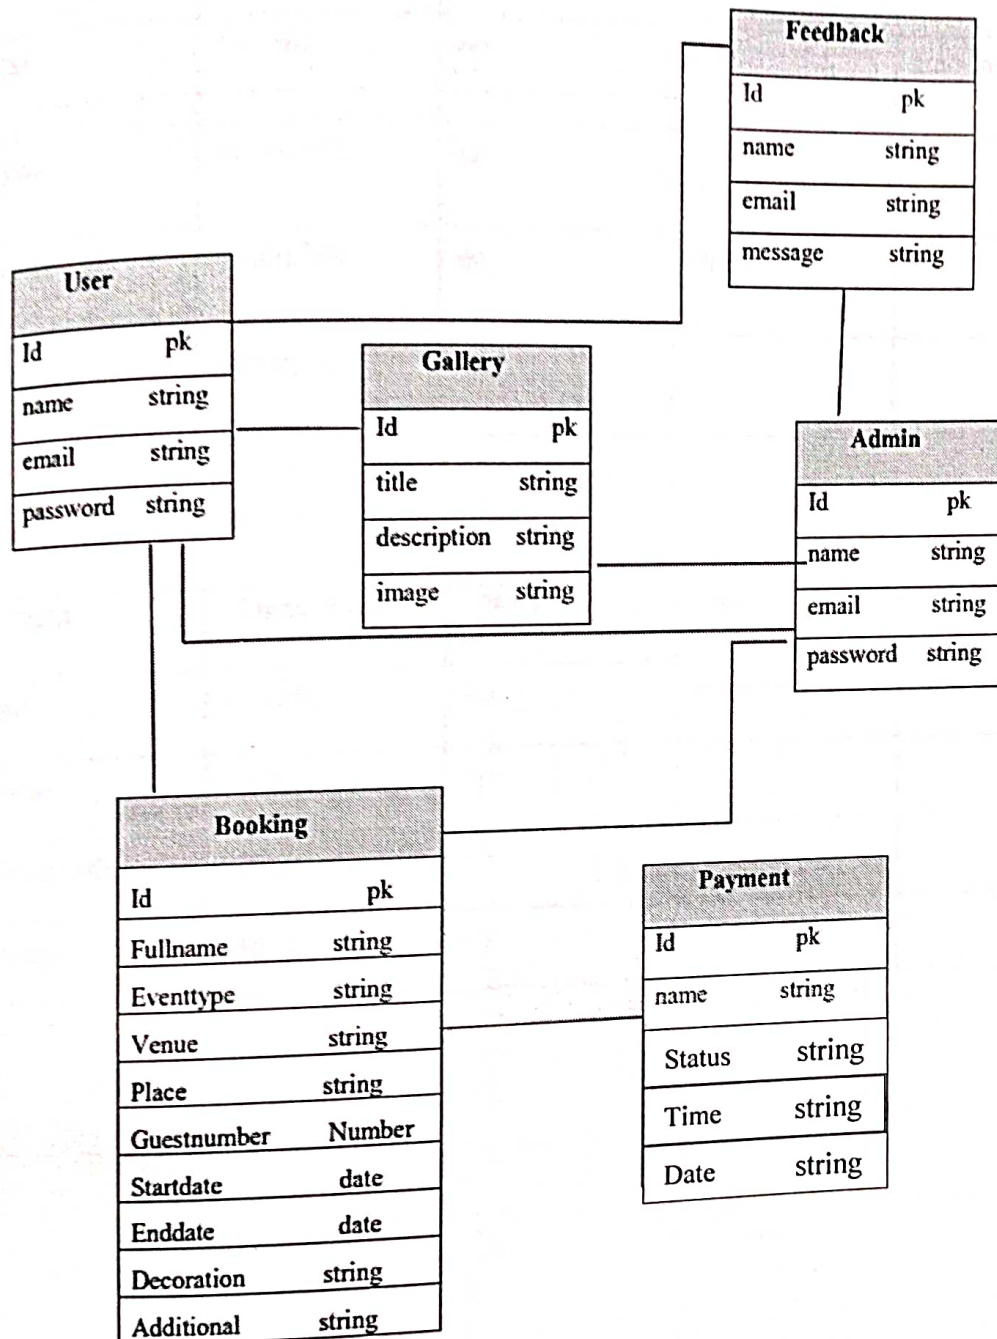 Feedback
Id pk
name string
email string
message string
User
Id pk
name string
email string
password string
Gallery
Id pk
title string
description string
image string
Admin
Id pk
name string
email string
password string
Booking
Id pk
Fullname string
Eventtype string
Venue string
Place string
Guestnumber Number
Startdate date
Enddate date
Decoration string
Additional string
Payment
Id pk
name string
Status string
Time string
Date string